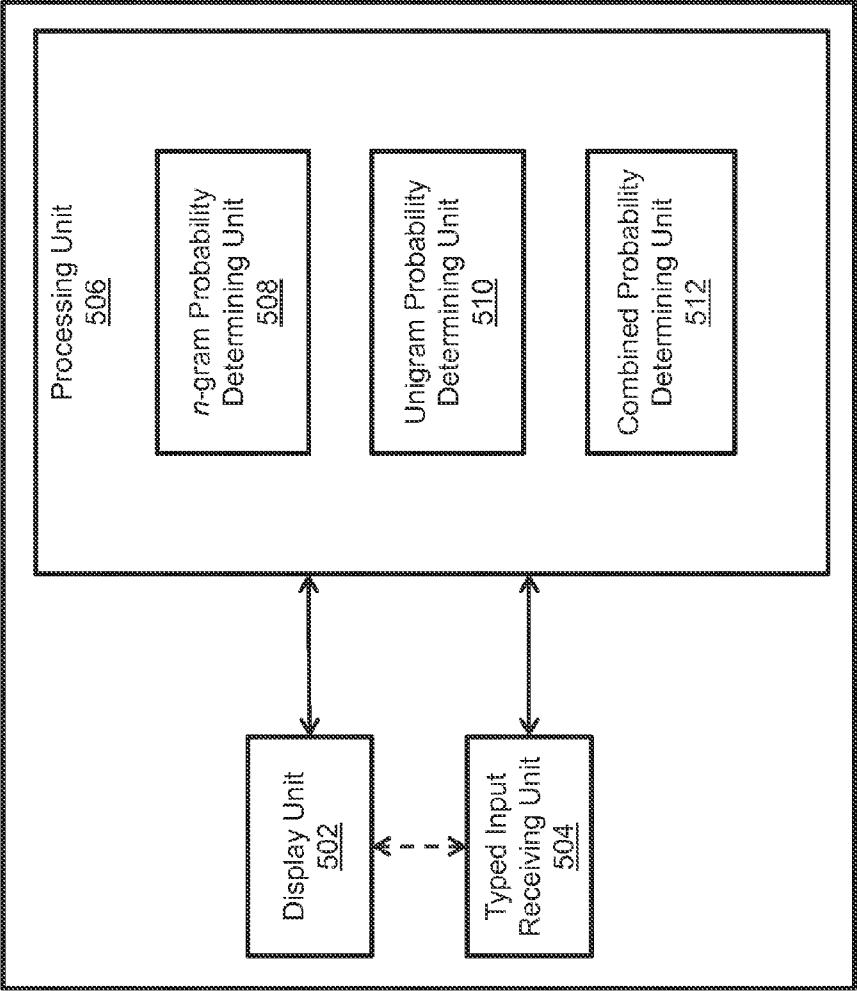 Processing Unit
506
n-gram Probability
Determining Unit
508
Unigram Probability
Determining Unit
510
Combined Probability
Determining Unit
512
Display Unit
502
Typed Input
Receiving Unit
504